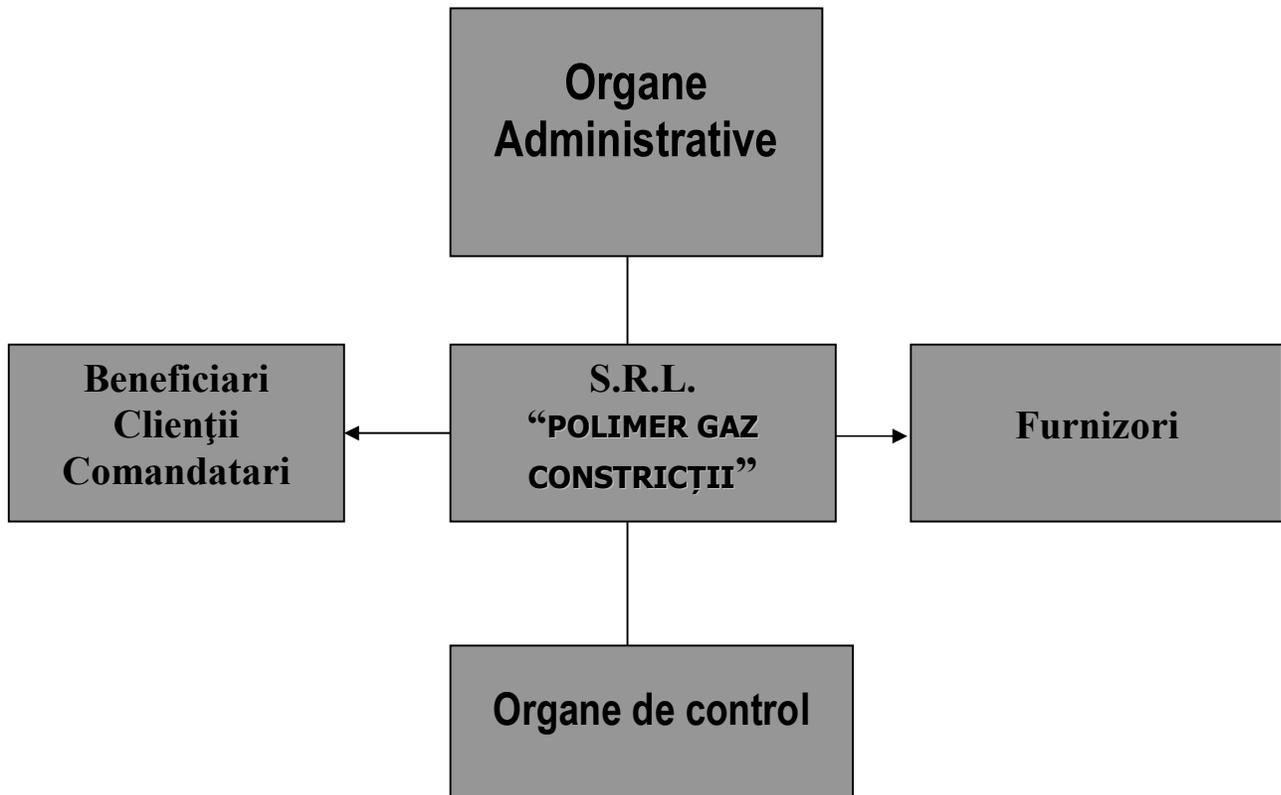 Organe
Administrative
Beneficiari
Clienţii
Comandatari
S.R.L.
“POLIMER GAZ
CONSTRICȚII”
Furnizori
Organe de control